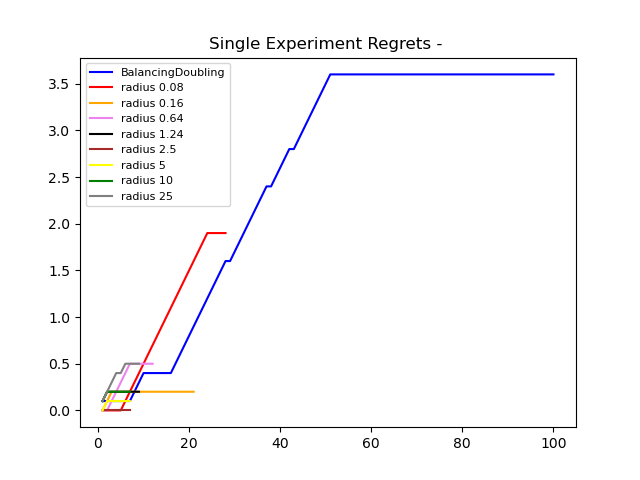 Single Experiment Regrets -
BalancingDoubling
radius 0.08
radius 0.16
radius 0.64
radius 1.24
radius 2.5
radius 5
radius 10
radius 25
3.5
3.0
2.5
2.0
1.5
1.0
0.5
0.0
0 20 40 60 80 100